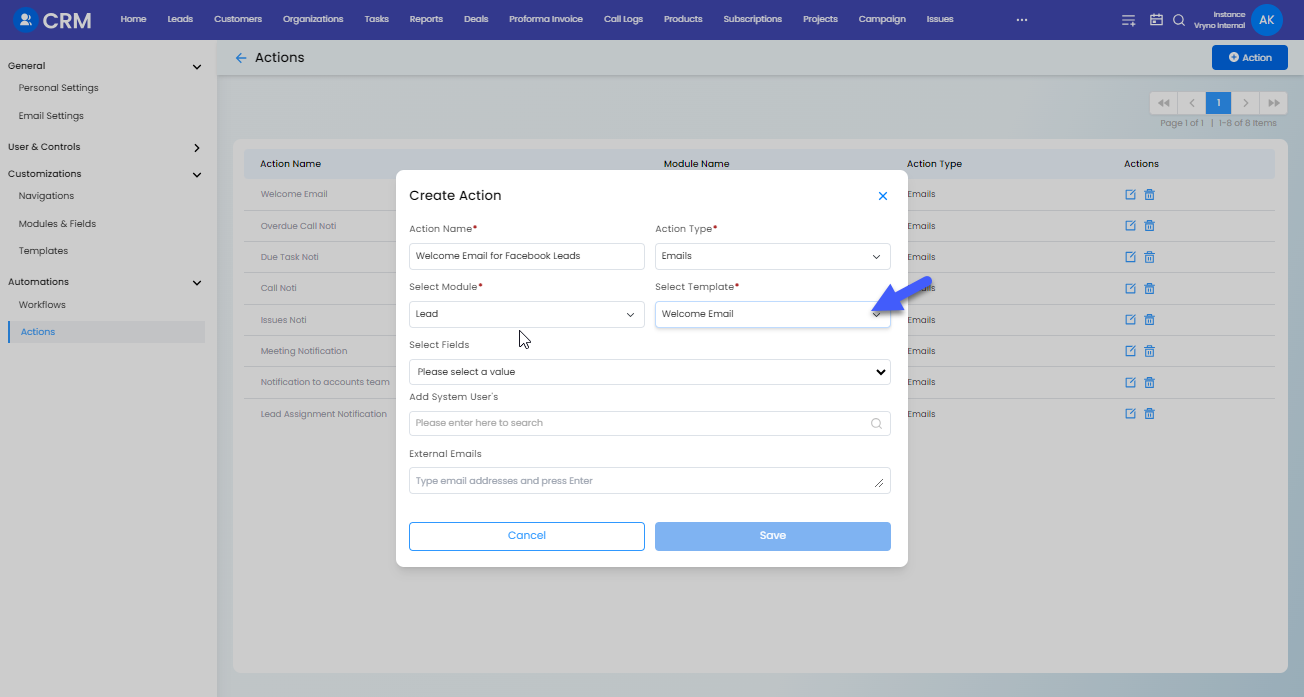 CRM
Home Leads Customers Organizations Tasks Reports Deals Proforma Invoice Call Logs Products Subscriptions Projects Campaign Issues ...
Instance
Vryno Internal
AK
General
Personal Settings
Email Settings
User & Controls
Customizations
Navigations
Modules & Fields
Templates
Automations
Workflows
Actions
Actions
Action
1
Page 1 of 1 | 1-8 of 8 Items
Action Name Module Name Action Type Actions
Welcome Email Emails
Overdue Call Noti Emails
Due Task Noti Emails
Call Noti
Issues Noti Emails
Meeting Notification Emails
Notification to accounts team Emails
Lead Assignment Notification Emails
Create Action
Action Name* Action Type*
Welcome Email for Facebook Leads Emails
Select Module* Select Template*
Lead Welcome Email
Select Fields
Please select a value
Add System User's
Please enter here to search
External Emails
Type email addresses and press Enter
Cancel Save